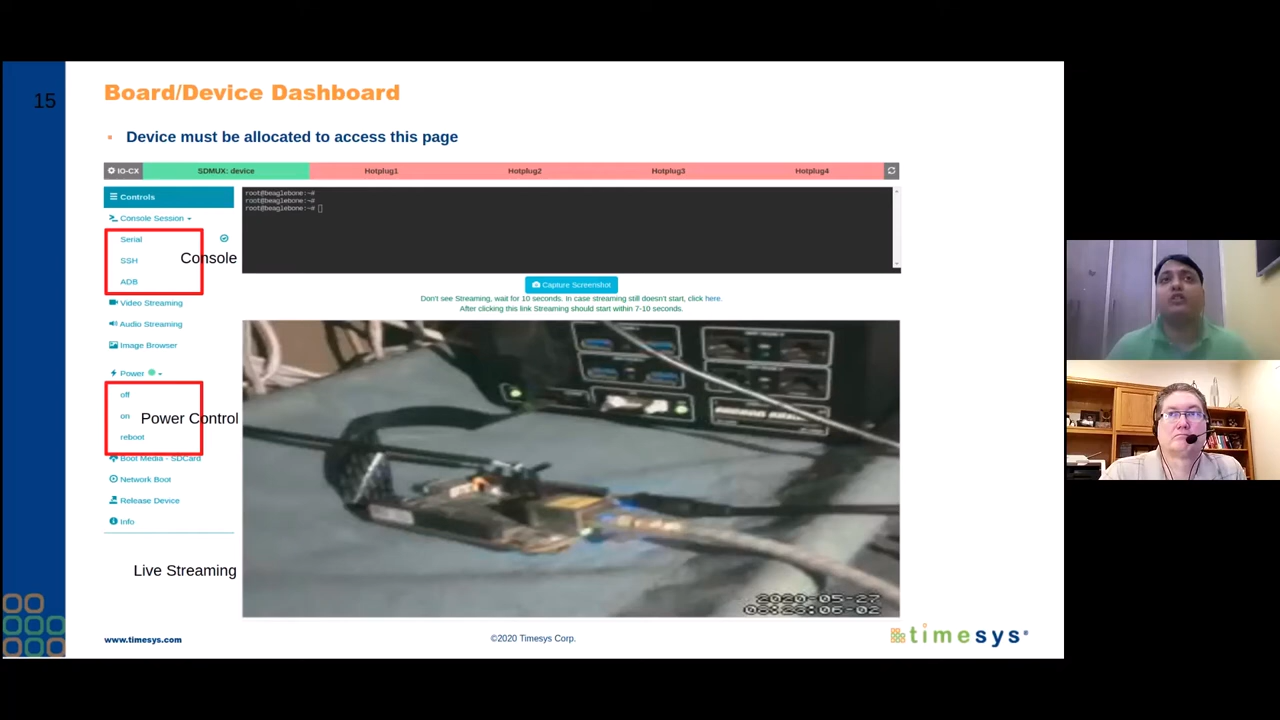 15
Board/Device Dashboard
Device must be allocated to access this page
IO-CX
SDMUX: device
Hotplug1
Hotplug2
Hotplug3
Hotplug4
Controls
Console Session
Serial
SSH
ADB
Console
Video Streaming
Audio Streaming
Image Browser
Power
off
on
reboot
Power Control
Boot Media - SDCard
Network Boot
Release Device
Info
Live Streaming
root@beaglebone:~#
root@beaglebone:~#
root@beaglebone:~#
Capture Screenshot
Don't see Streaming, wait for 10 seconds. In case streaming still doesn't start, click here.
After clicking this link Streaming should start within 7-10 seconds.
2020-05-27
08:26:06-02
www.timesys.com
©2020 Timesys Corp.
timesys